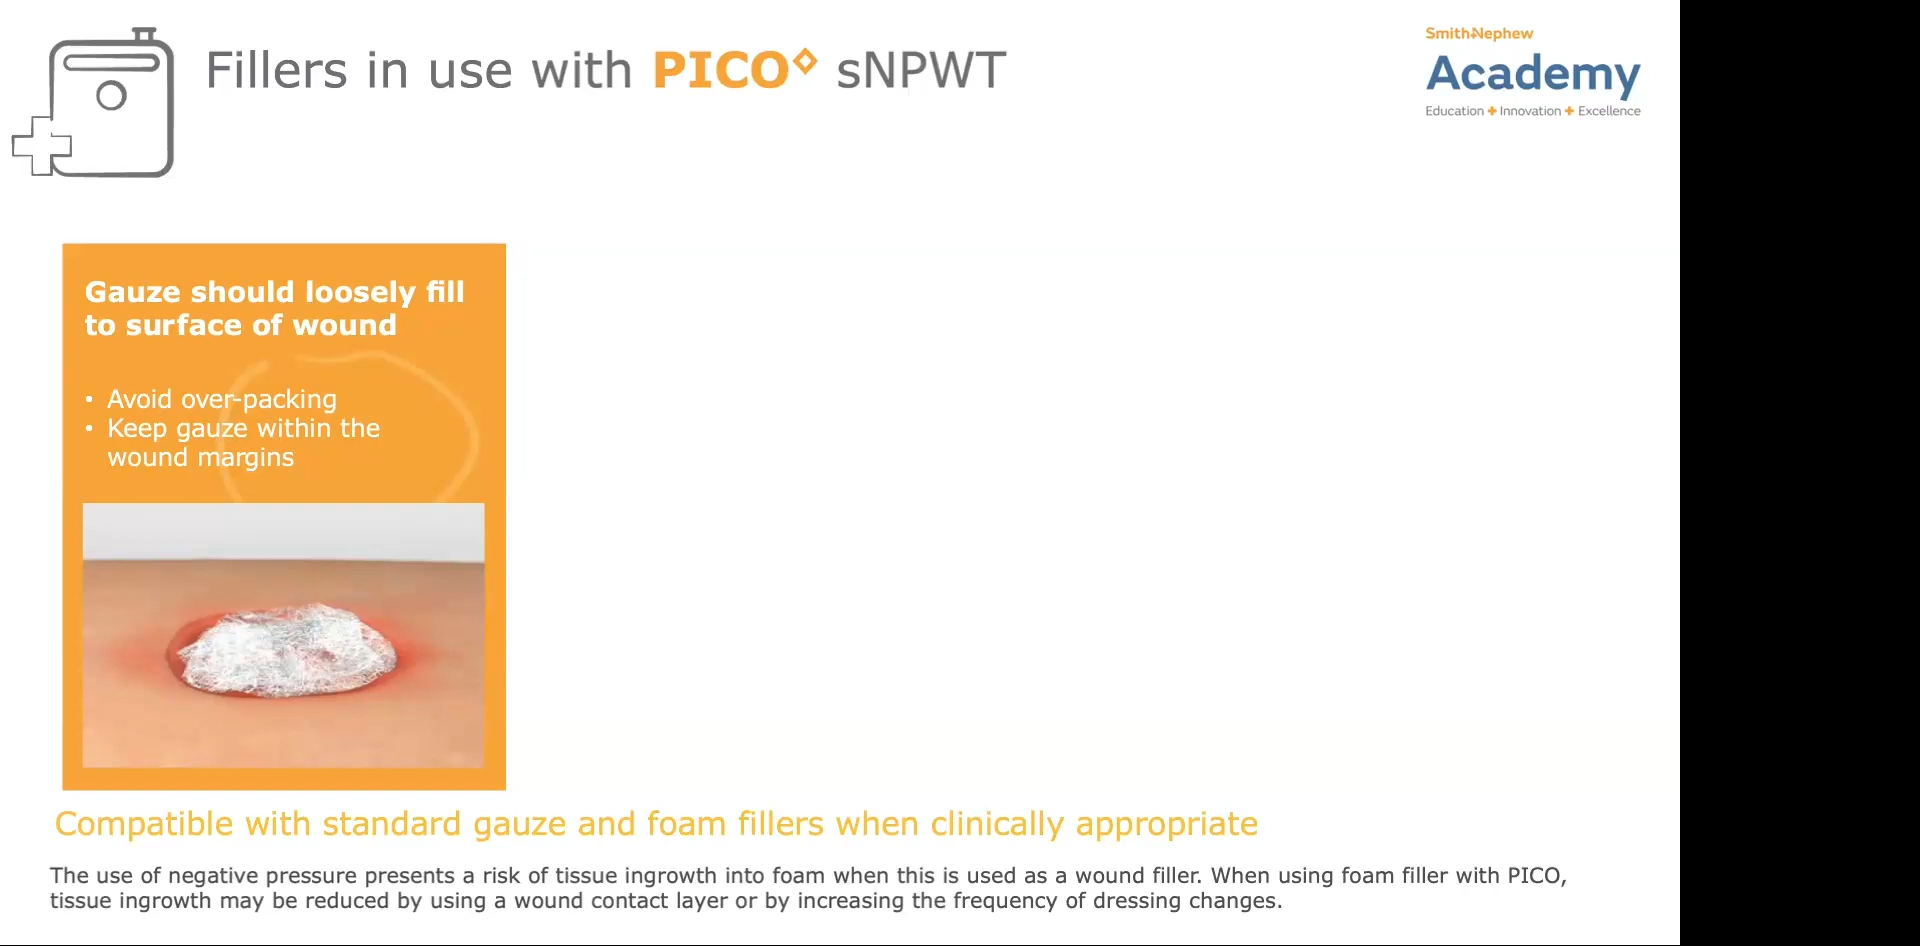 Fillers in use with PICO◇ sNPWT
Smith+Nephew
Academy
Education + Innovation + Excellence
Gauze should loosely fill
to surface of wound
• Avoid over-packing
• Keep gauze within the
wound margins
Compatible with standard gauze and foam fillers when clinically appropriate
The use of negative pressure presents a risk of tissue ingrowth into foam when this is used as a wound filler. When using foam filler with PICO,
tissue ingrowth may be reduced by using a wound contact layer or by increasing the frequency of dressing changes.